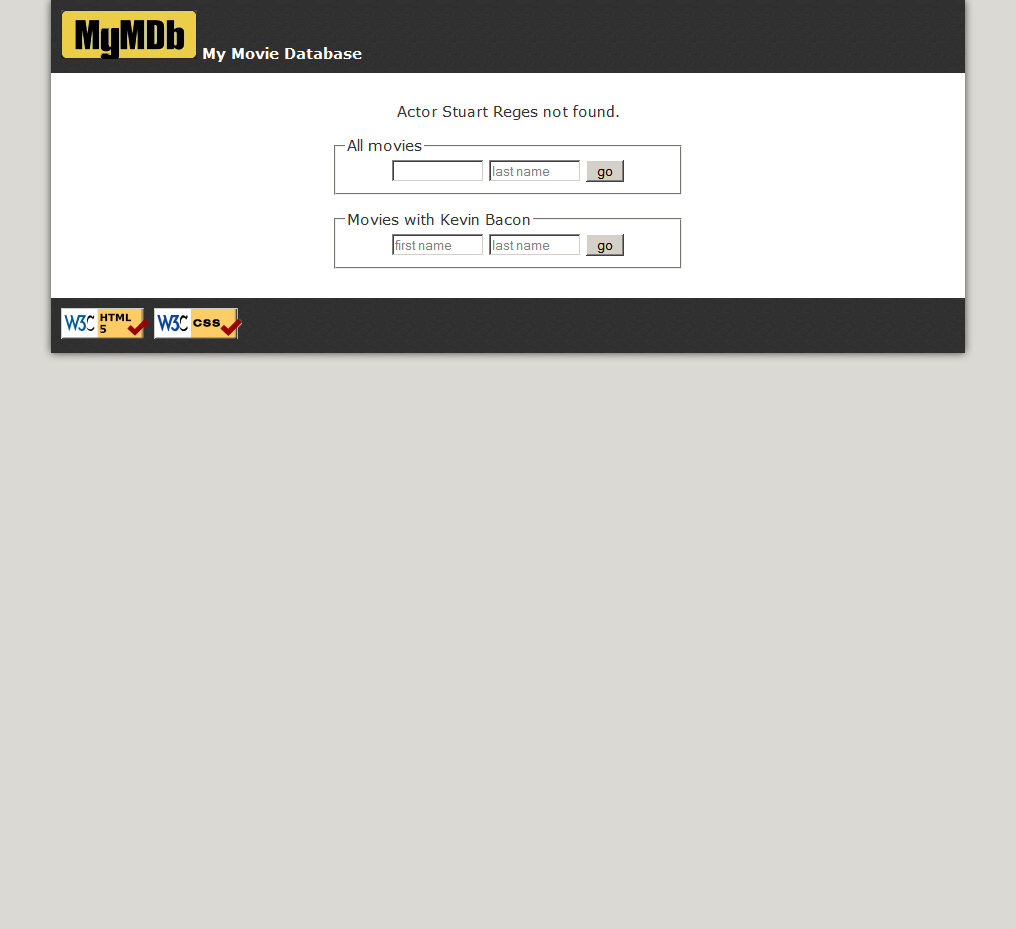 MyMDb My Movie Database
Actor Stuart Reges not found.
All movies
last name go
Movies with Kevin Bacon
first name last name go
W3C HTML 5 W3C CSS